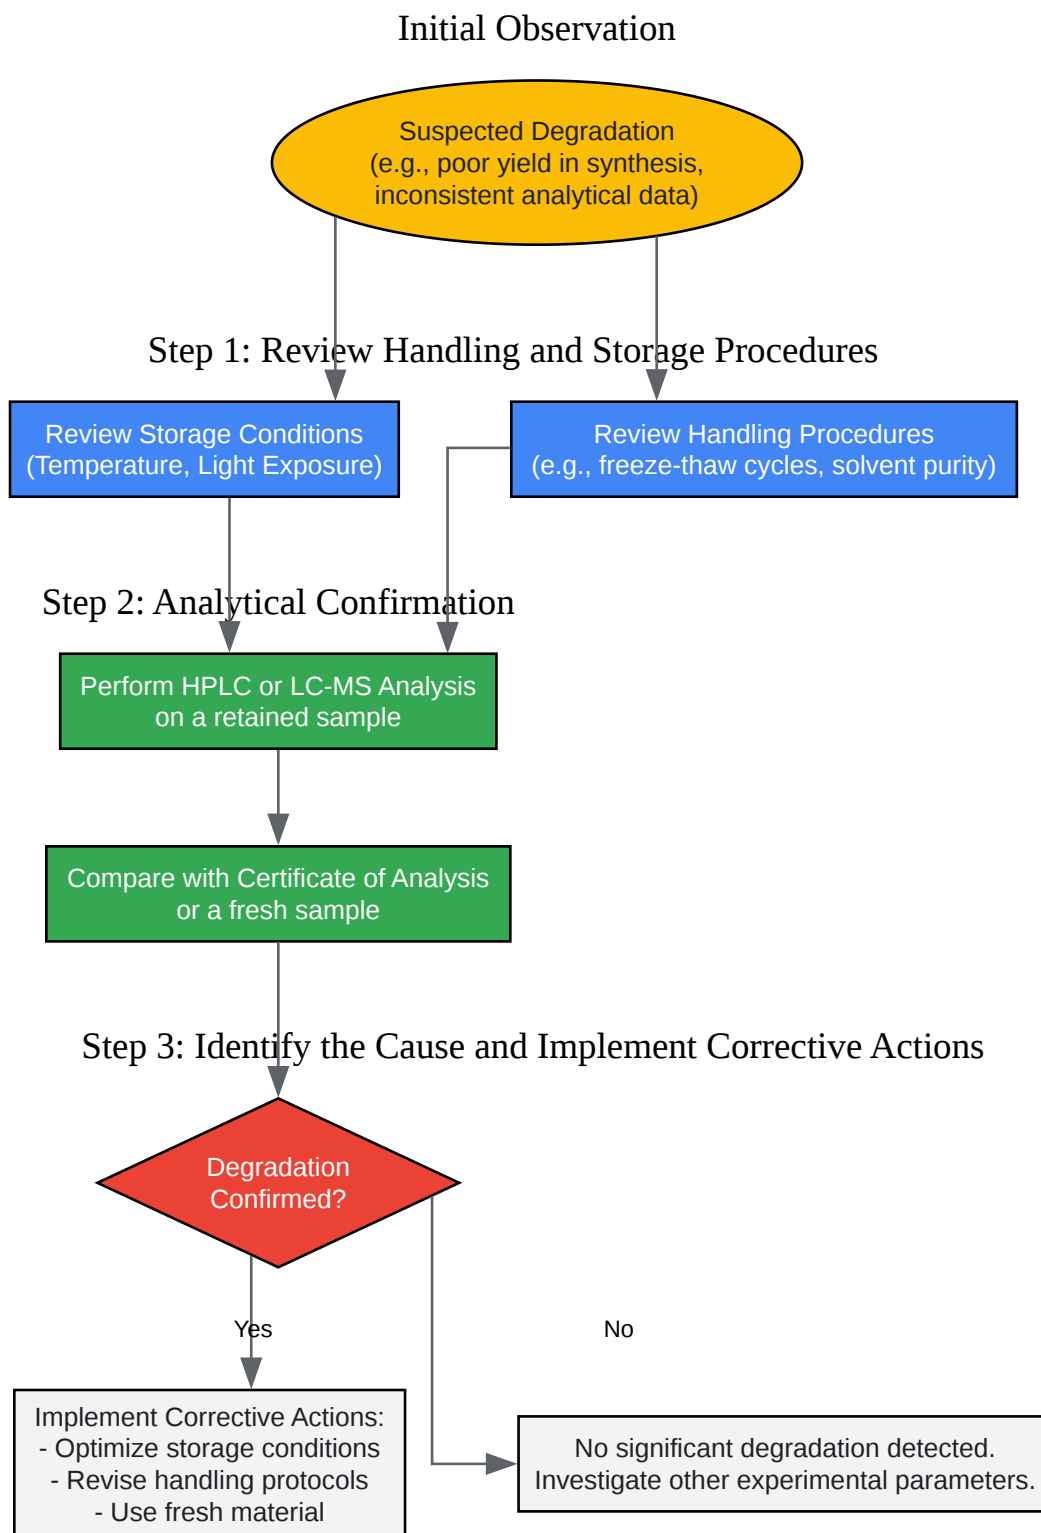 Initial Observation
Suspected Degradation
(e.g., poor yield in synthesis,
inconsistent analytical data)
Step 1: Review Handling and Storage Procedures
Review Storage Conditions
(Temperature, Light Exposure)
Review Handling Procedures
(e.g., freeze-thaw cycles, solvent purity)
Step 2: Analytical Confirmation
Perform HPLC or LC-MS Analysis
on a retained sample
Compare with Certificate of Analysis
or a fresh sample
Step 3: Identify the Cause and Implement Corrective Actions
Degradation
Confirmed?
Yes
No
Implement Corrective Actions:
- Optimize storage conditions
- Revise handling protocols
- Use fresh material
No significant degradation detected.
Investigate other experimental parameters.